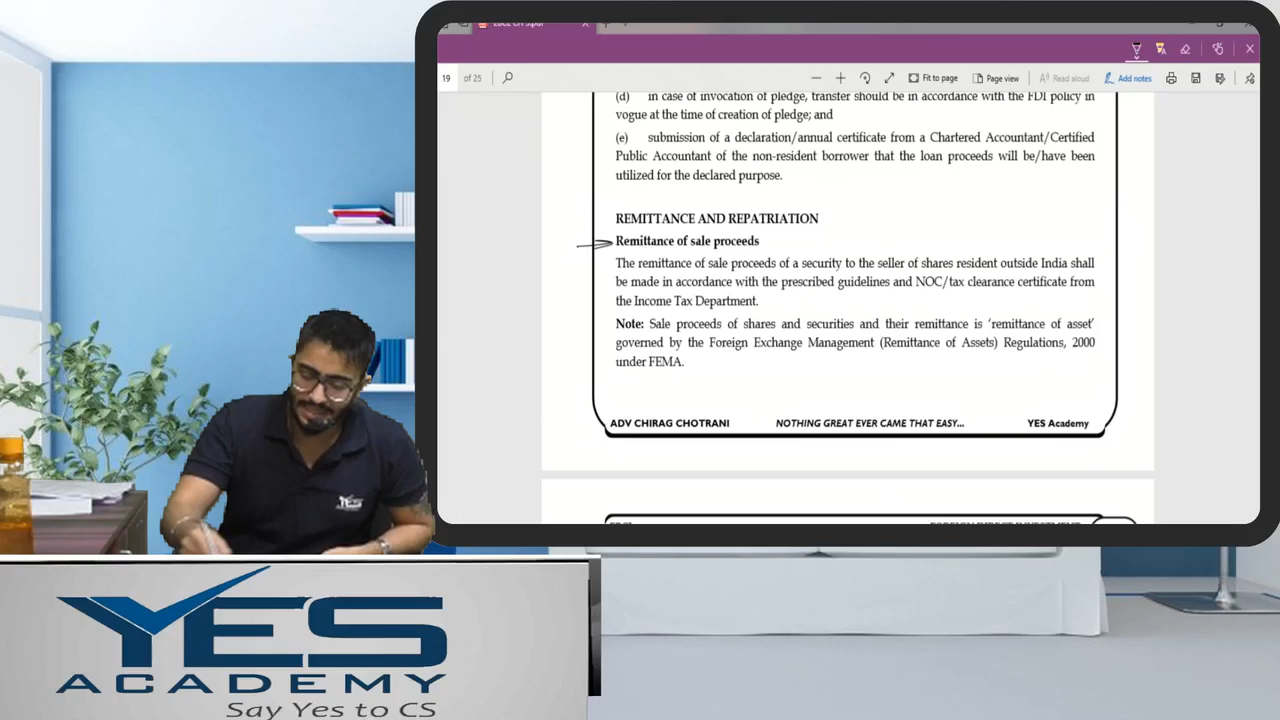 19 of 25
Fit to page
Page view
Read aloud
Add notes
(d) in case of invocation of pledge, transfer should be in accordance with the FDI policy in
vogue at the time of creation of pledge; and
(e) submission of a declaration/annual certificate from a Chartered Accountant/Certified
Public Accountant of the non-resident borrower that the loan proceeds will be/have been
utilized for the declared purpose.
REMITTANCE AND REPATRIATION
Remittance of sale proceeds
The remittance of sale proceeds of a security to the seller of shares resident outside India shall
be made in accordance with the prescribed guidelines and NOC/tax clearance certificate from
the Income Tax Department.
Note: Sale proceeds of shares and securities and their remittance is ‘remittance of asset’
governed by the Foreign Exchange Management (Remittance of Assets) Regulations, 2000
under FEMA.
ADV CHIRAG CHOTRANI NOTHING GREAT EVER CAME THAT EASY... YES Academy
YES
YES
ACADEMY
Say Yes to CS